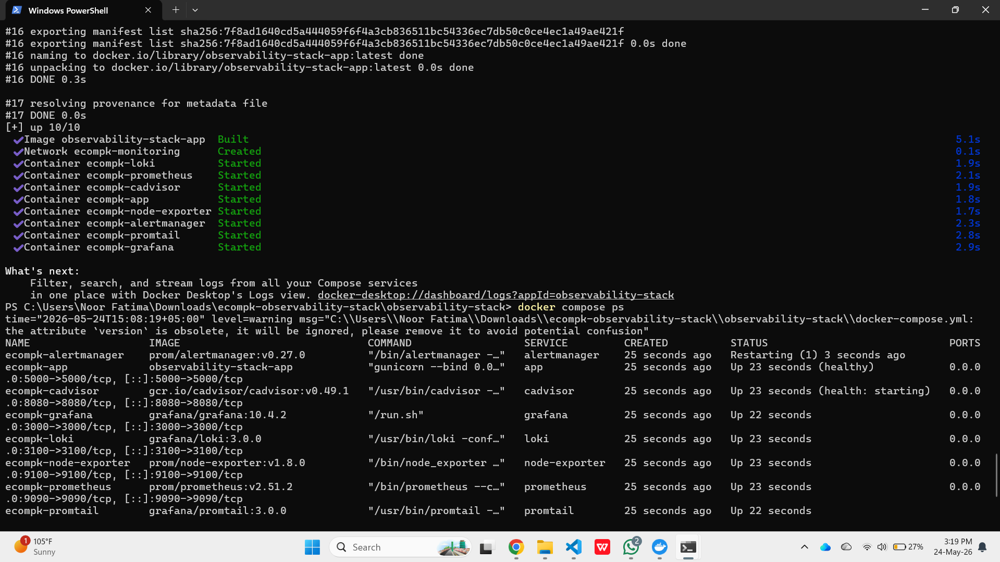 Windows PowerShell
#16 exporting manifest list sha256:7f8ad1640cd5a444059f6f4a3cb836511bc54336ec7db50c0ce4ec1a49ae421f
#16 exporting manifest list sha256:7f8ad1640cd5a444059f6f4a3cb836511bc54336ec7db50c0ce4ec1a49ae421f 0.0s done
#16 naming to docker.io/library/observability-stack-app:latest done
#16 unpacking to docker.io/library/observability-stack-app:latest 0.0s done
#16 DONE 0.3s
#17 resolving provenance for metadata file
#17 DONE 0.0s
[+] up 10/10
✔Image observability-stack-app Built 5.1s
✔Network ecompk-monitoring Created 0.1s
✔Container ecompk-loki Started 1.9s
✔Container ecompk-prometheus Started 2.1s
✔Container ecompk-cadvisor Started 1.9s
✔Container ecompk-app Started 1.8s
✔Container ecompk-node-exporter Started 1.7s
✔Container ecompk-alertmanager Started 2.3s
✔Container ecompk-promtail Started 2.8s
✔Container ecompk-grafana Started 2.9s
What's next:
Filter, search, and stream logs from all your Compose services
in one place with Docker Desktop's Logs view. docker-desktop://dashboard/logs?appId=observability-stack
PS C:\Users\Noor Fatima\Downloads\ecompk-observability-stack\observability-stack> docker compose ps
time="2026-05-24T15:08:19+05:00" level=warning msg="C:\\Users\\Noor Fatima\\Downloads\\ecompk-observability-stack\\observability-stack\\docker-compose.yml:
the attribute `version` is obsolete, it will be ignored, please remove it to avoid potential confusion"
NAME IMAGE COMMAND SERVICE CREATED STATUS PORTS
ecompk-alertmanager prom/alertmanager:v0.27.0 "/bin/alertmanager -…" alertmanager 25 seconds ago Restarting (1) 3 seconds ago
ecompk-app observability-stack-app "gunicorn --bind 0.0…" app 25 seconds ago Up 23 seconds (healthy) 0.0.0
.0:5000->5000/tcp, [::]:5000->5000/tcp
ecompk-cadvisor gcr.io/cadvisor/cadvisor:v0.49.1 "/usr/bin/cadvisor -…" cadvisor 25 seconds ago Up 23 seconds (health: starting) 0.0.0
.0:8080->8080/tcp, [::]:8080->8080/tcp
ecompk-grafana grafana/grafana:10.4.2 "/run.sh" grafana 25 seconds ago Up 22 seconds 0.0.0
.0:3000->3000/tcp, [::]:3000->3000/tcp
ecompk-loki grafana/loki:3.0.0 "/usr/bin/loki -conf…" loki 25 seconds ago Up 23 seconds 0.0.0
.0:3100->3100/tcp, [::]:3100->3100/tcp
ecompk-node-exporter prom/node-exporter:v1.8.0 "/bin/node_exporter …" node-exporter 25 seconds ago Up 23 seconds 0.0.0
.0:9100->9100/tcp, [::]:9100->9100/tcp
ecompk-prometheus prom/prometheus:v2.51.2 "/bin/prometheus --c…" prometheus 25 seconds ago Up 23 seconds 0.0.0
.0:9090->9090/tcp, [::]:9090->9090/tcp
ecompk-promtail grafana/promtail:3.0.0 "/usr/bin/promtail -…" promtail 25 seconds ago Up 22 seconds
1 105°F
Sunny
Search
2
27%
3:19 PM
24-May-26